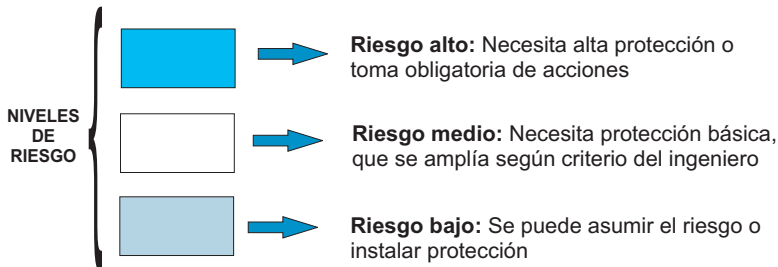 Riesgo alto: Necesita alta protección o
toma obligatoria de acciones
NIVELES
DE
RIESGO
Riesgo medio: Necesita protección básica,
que se amplía según criterio del ingeniero
Riesgo bajo: Se puede asumir el riesgo o
instalar protección